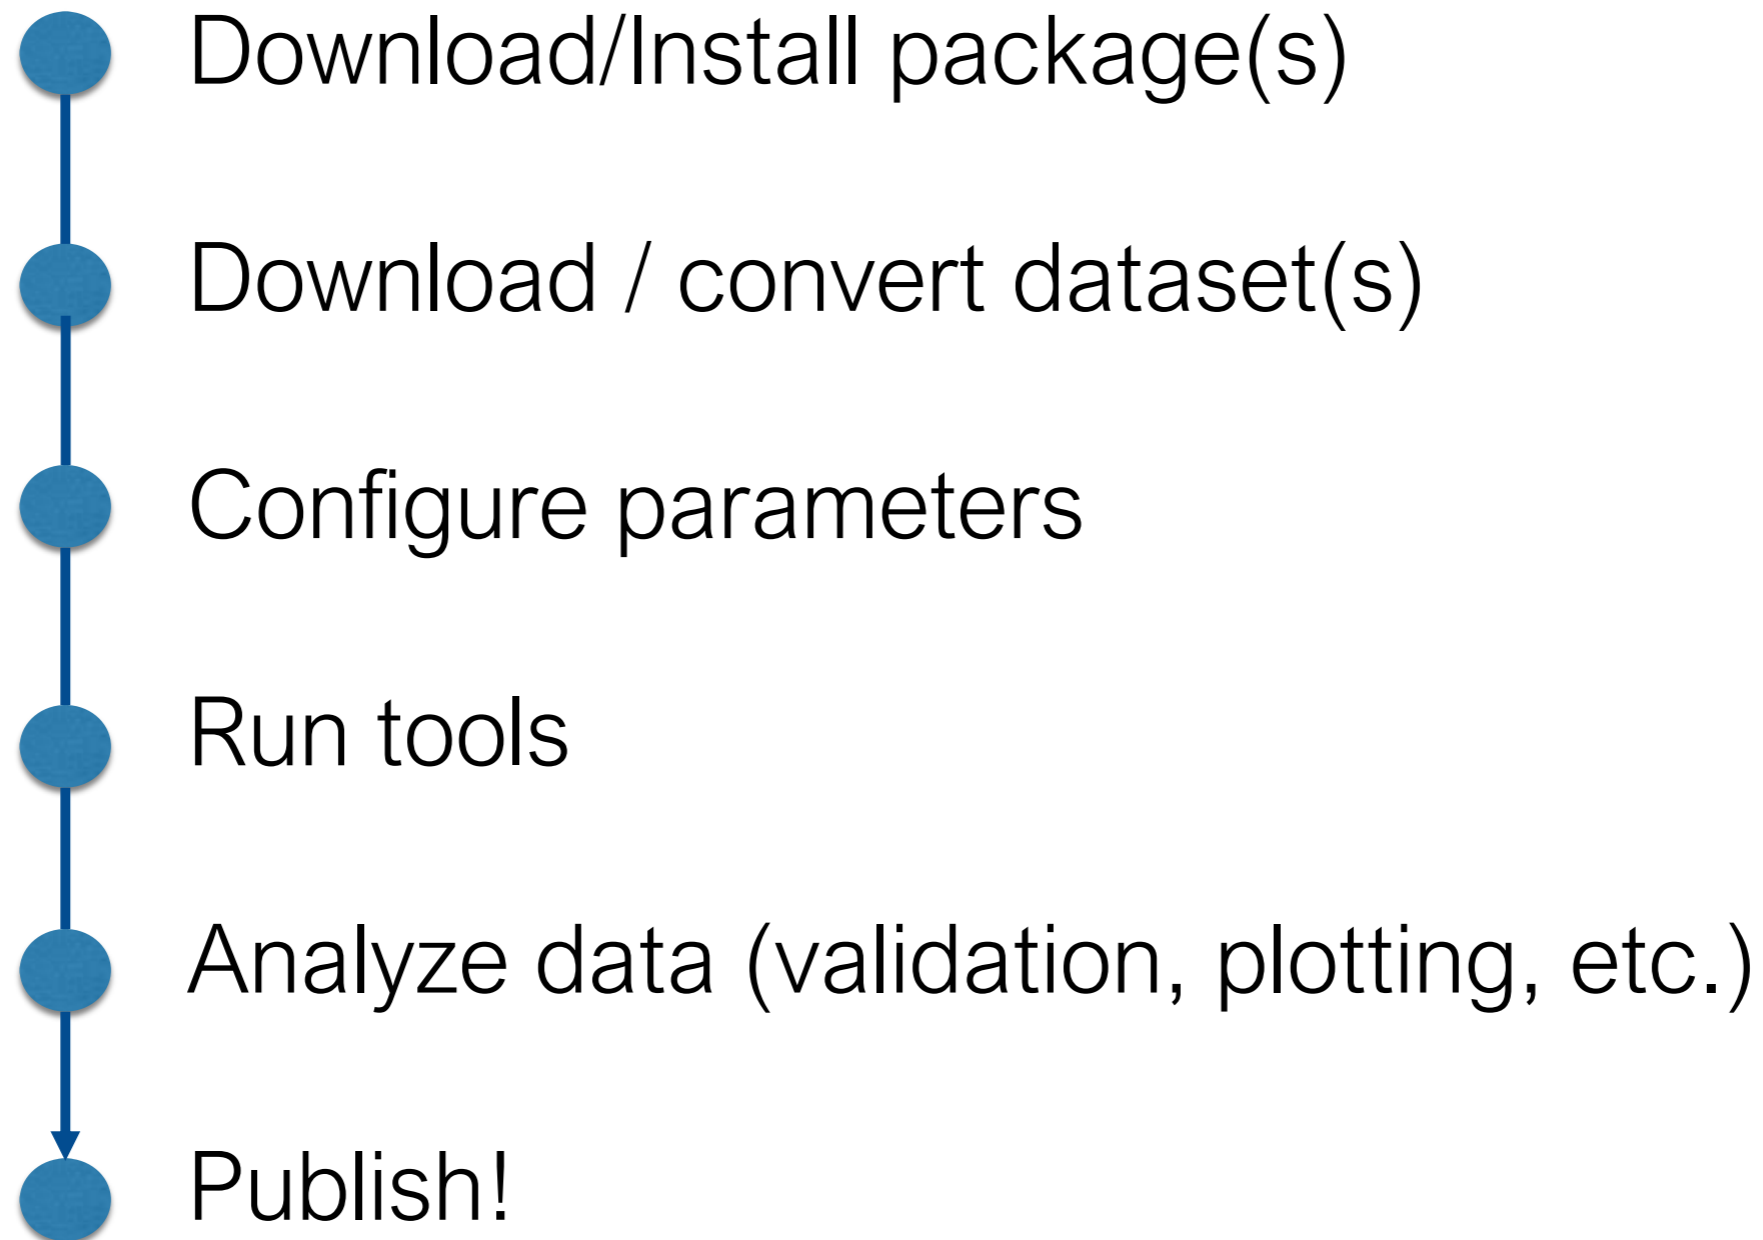 Download/Install package(s)
Download / convert dataset(s)
Configure parameters
Run tools
Analyze data (validation, plotting, etc.)
Publish!